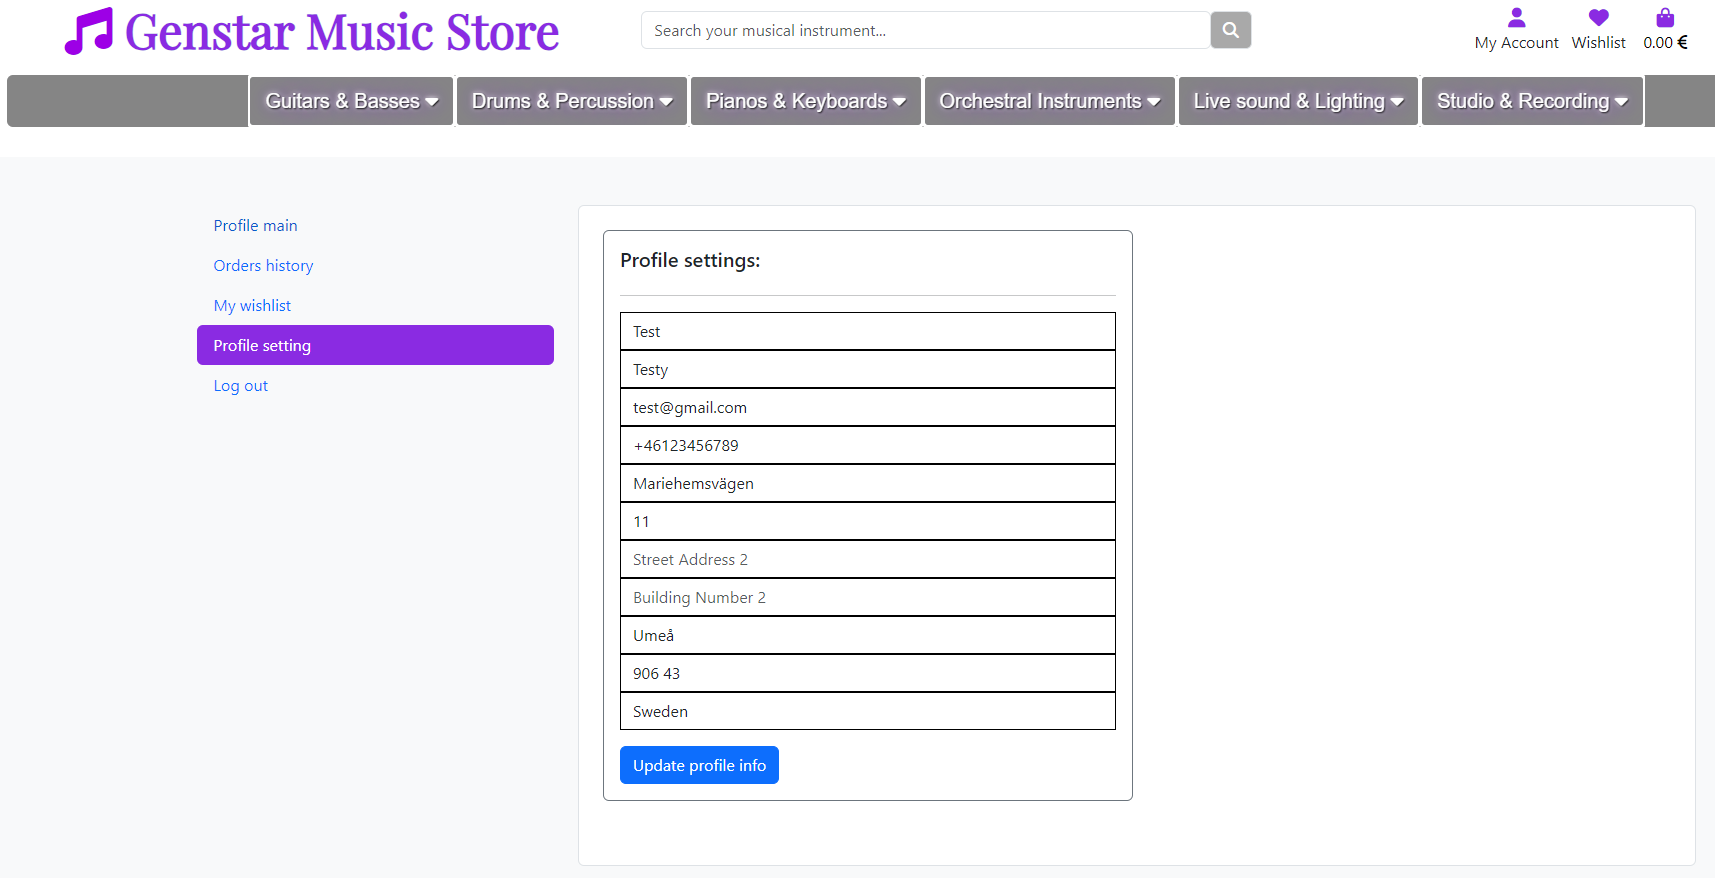 Genstar Music Store
Search your musical instrument...
My Account
Wishlist
0.00 €
Guitars & Basses
Drums & Percussion
Pianos & Keyboards
Orchestral Instruments
Live sound & Lighting
Studio & Recording
Profile main
Orders history
My wishlist
Profile setting
Log out
Profile settings:
Test
Testy
test@gmail.com
+46123456789
Mariehemsvägen
11
Street Address 2
Building Number 2
Umeå
906 43
Sweden
Update profile info